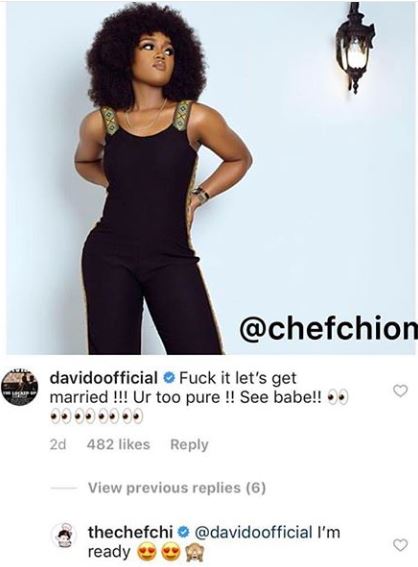 @chefchion
davidoofficial Fuck it let's get
married !!! Ur too pure !! See babe!! 👀
👀👀👀👀👀
2d 482 likes Reply
View previous replies (6)
thechefchi @davidoofficial I'm
ready 😍😍🙈